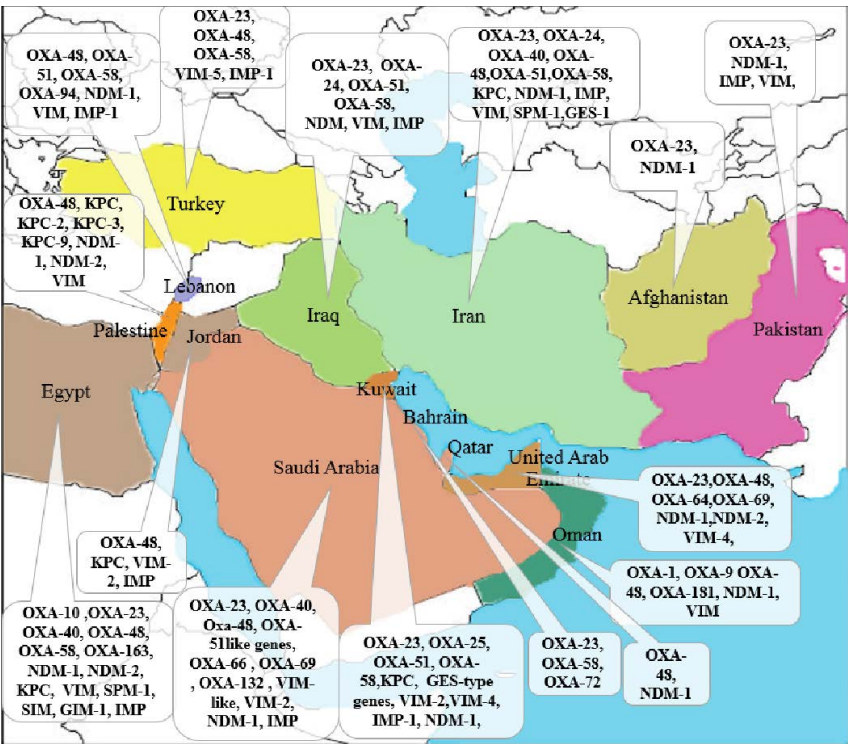 OXA-23,
OXA-48,
OXA-58,
VIM-5, IMP-1
OXA-48, OXA-
51, OXA-58,
OXA-94, NDM-1,
VIM, IMP-1
OXA-23, OXA-
24, OXA-51,
OXA-58,
NDM, VIM, IMP
OXA-23, OXA-24,
OXA-40, OXA-
48,OXA-51,OXA-58,
KPC, NDM-1, IMP,
VIM, SPM-1,GES-1
OXA-23,
NDM-1,
IMP, VIM,
OXA-23,
NDM-1
OXA-48, KPC,
KPC-2, KPC-3,
KPC-9, NDM-
1, NDM-2,
VIM
Turkey
Lebanon
Palestine
Jordan
Iraq
Iran
Afghanistan
Pakistan
Egypt
Kuwait
Bahrain
Qatar
Saudi Arabia
United Arab
Emirate
Oman
OXA-23,OXA-48,
OXA-64,OXA-69,
NDM-1,NDM-2,
VIM-4,
OXA-48,
KPC, VIM-
2, IMP
OXA-1, OXA-9 OXA-
48, OXA-181, NDM-1,
VIM
OXA-10 ,OXA-23,
OXA-40, OXA-48,
OXA-58, OXA-163,
NDM-1, NDM-2,
KPC, VIM, SPM-1,
SIM, GIM-1, IMP
OXA-23, OXA-40,
Oxa-48, OXA-
51like genes,
OXA-66 , OXA-69
, OXA-132 , VIM-
like, VIM-2,
NDM-1, IMP
OXA-23, OXA-25,
OXA-51, OXA-
58,KPC, GES-type
genes, VIM-2,VIM-4,
IMP-1, NDM-1,
OXA-23,
OXA-58,
OXA-72
OXA-
48,
NDM-1